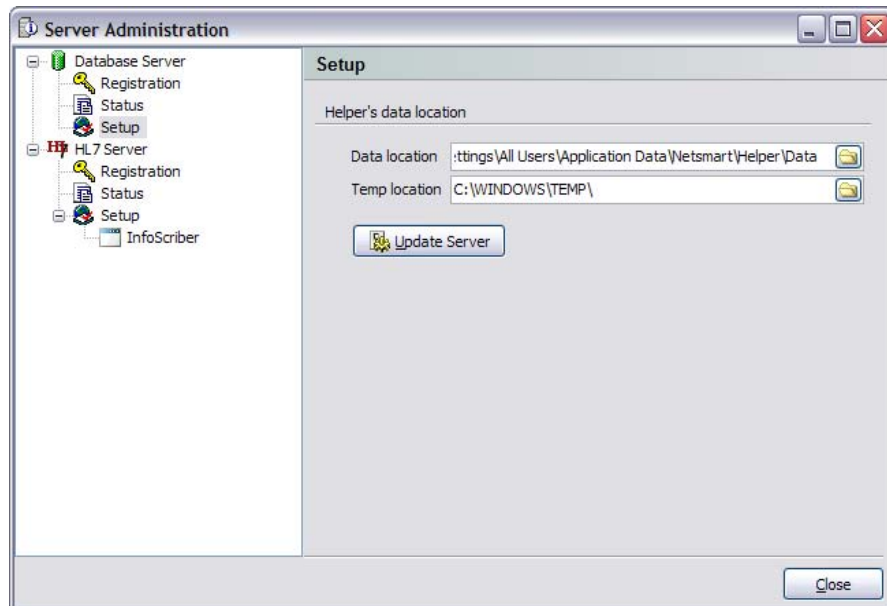 Server Administration
Database Server
Registration
Status
Setup
HL7 Server
Registration
Status
Setup
InfoScriber
Setup
Helper's data location
Data location :ttings\All Users\Application Data\Netsmart\Helper\Data
Temp location C:\WINDOWS\TEMP\
Update Server
Close